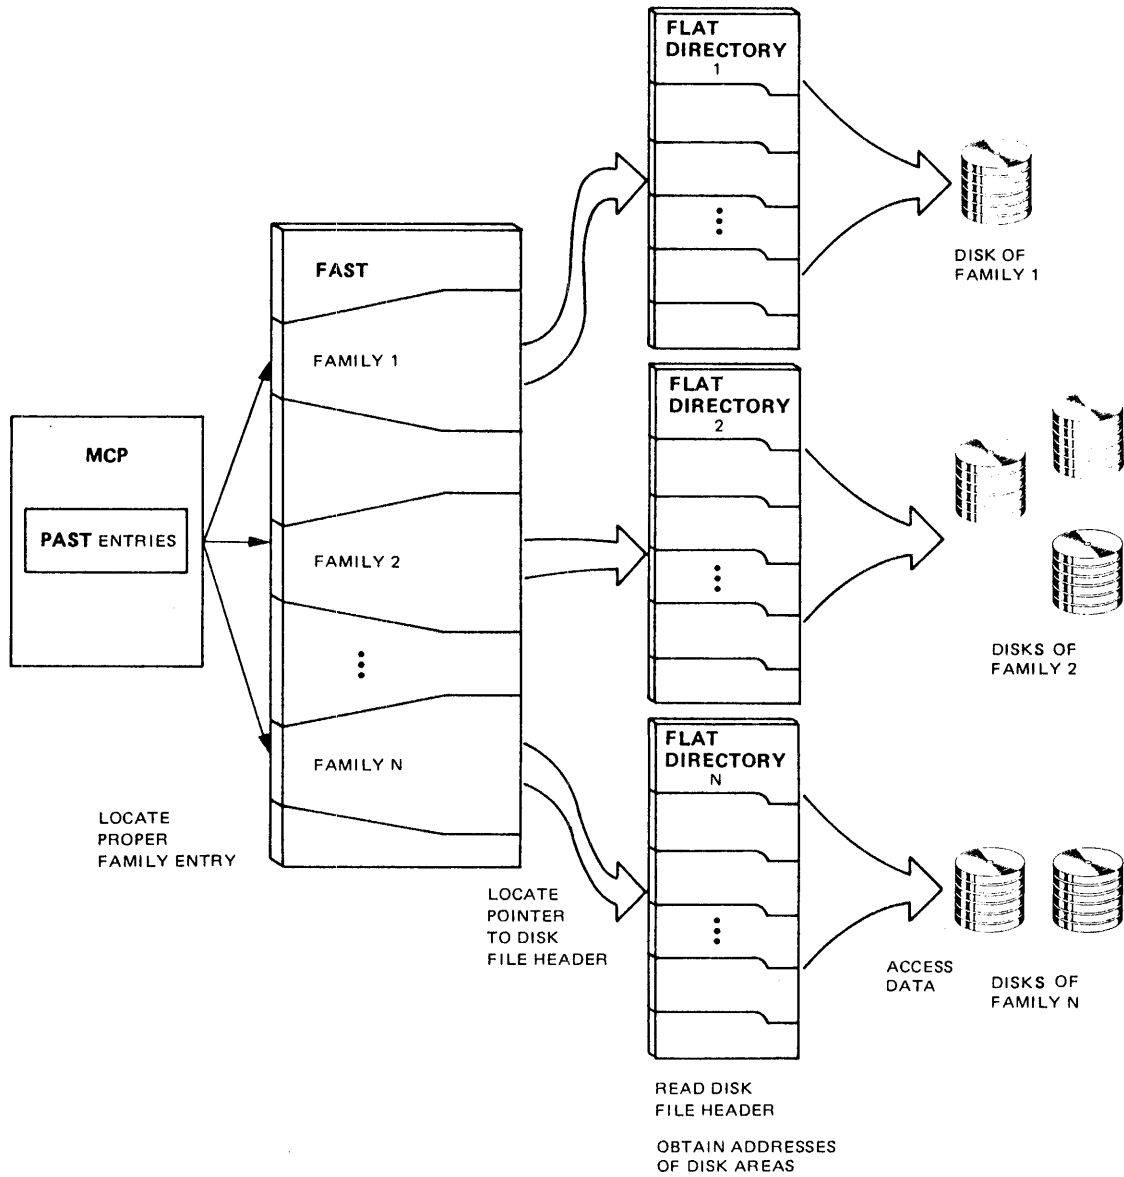 FLAT
DIRECTORY
1
DISK OF
FAMILY 1
FAST
FAMILY 1
FAMILY 2
FAMILY N
MCP
PAST ENTRIES
LOCATE
PROPER
FAMILY ENTRY
FLAT
DIRECTORY
2
DISKS OF
FAMILY 2
FLAT
DIRECTORY
N
LOCATE
POINTER
TO DISK
FILE HEADER
ACCESS
DATA
DISKS OF
FAMILY N
READ DISK
FILE HEADER
OBTAIN ADDRESSES
OF DISK AREAS